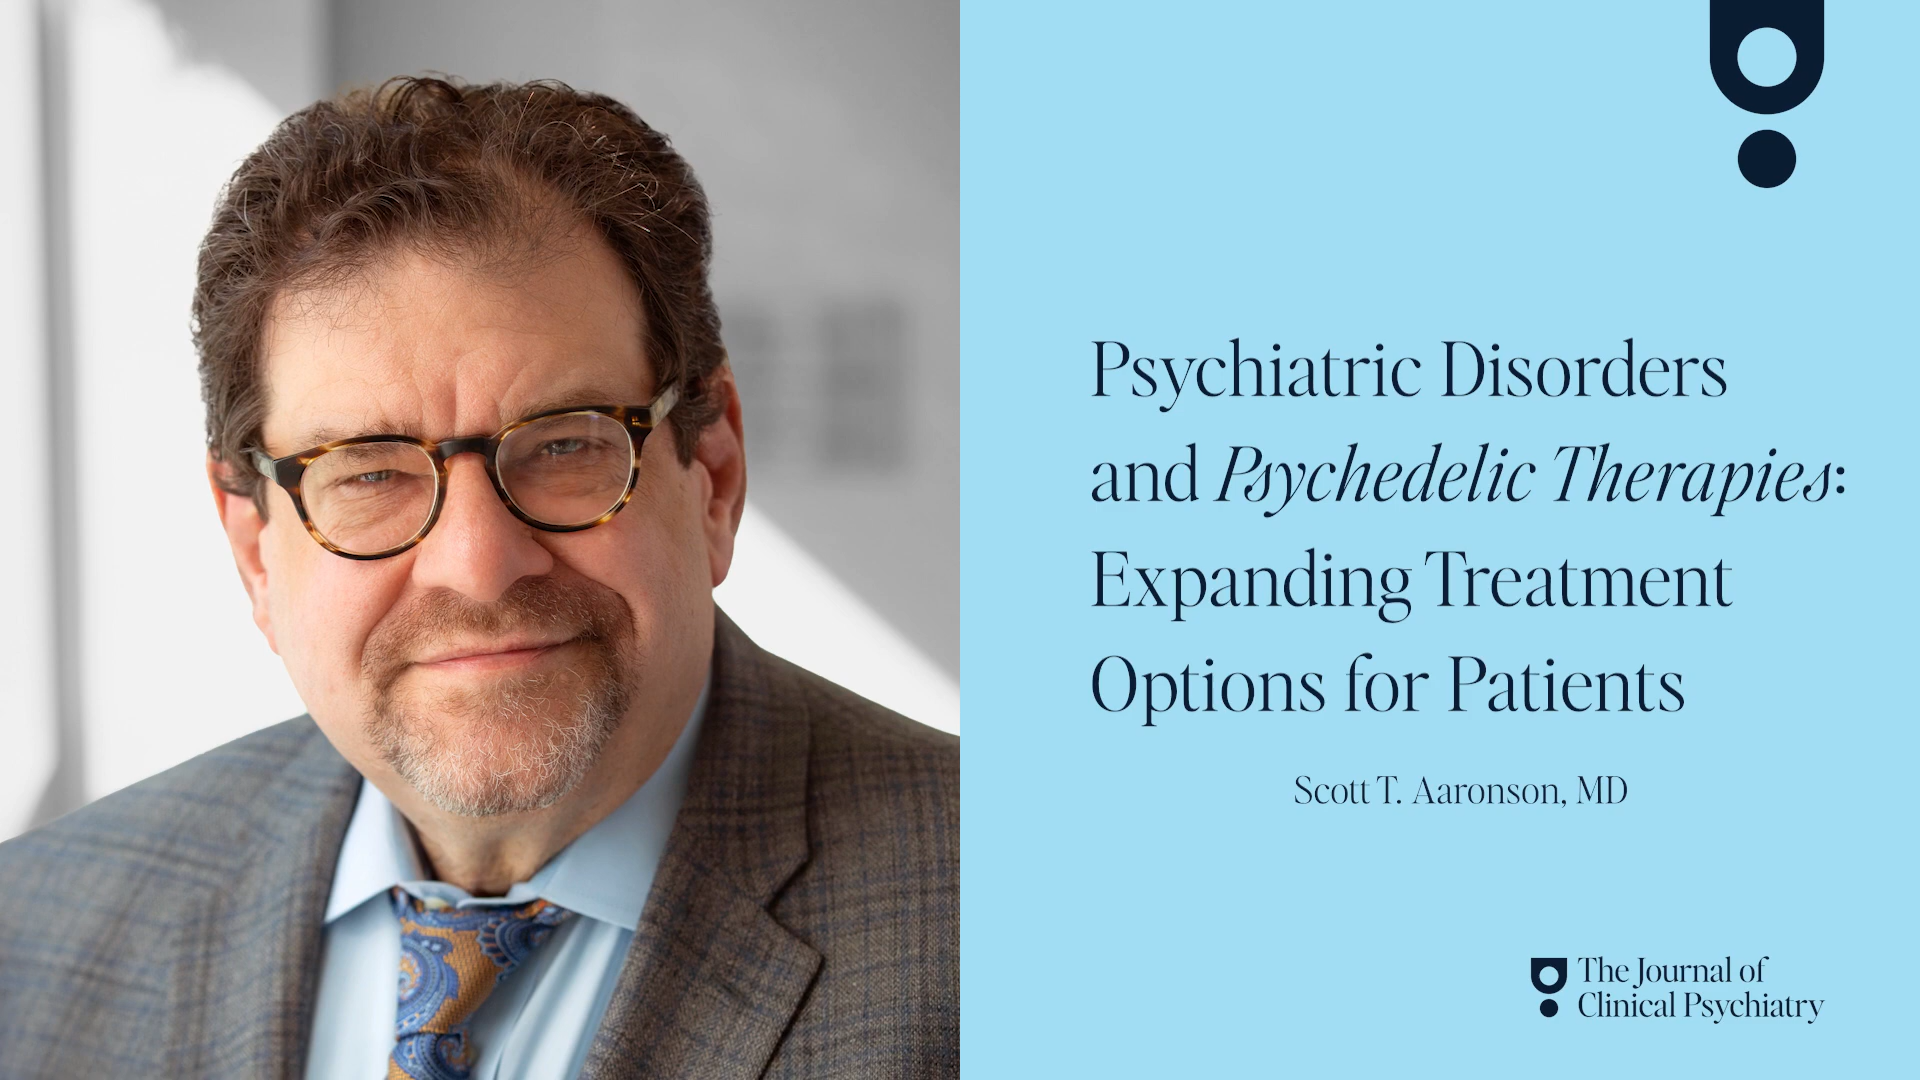 Psychiatric Disorders
and Psychedelic Therapies:
Expanding Treatment
Options for Patients
Scott T. Aaronson, MD
The Journal of
Clinical Psychiatry